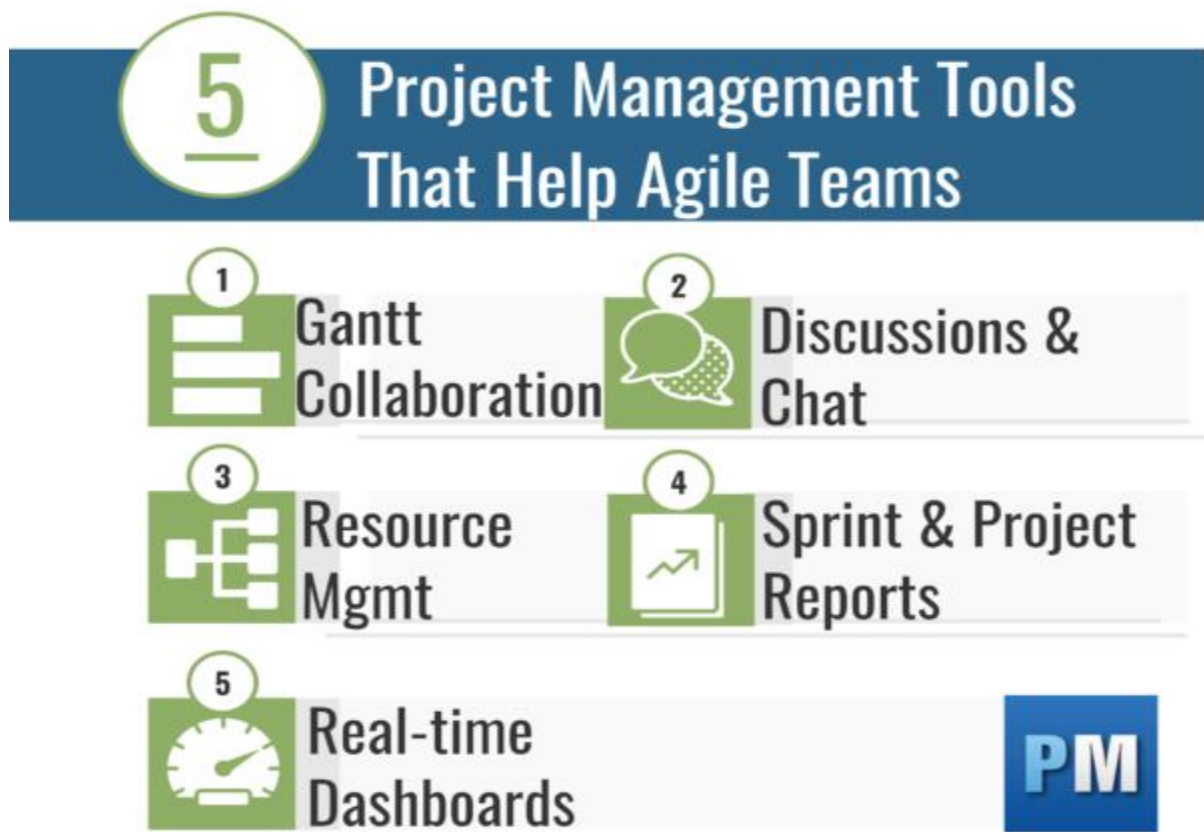 5
Project Management Tools
That Help Agile Teams
1
Gantt
Collaboration
2
Discussions &
Chat
3
Resource
Mgmt
4
Sprint & Project
Reports
5
Real-time
Dashboards
PM